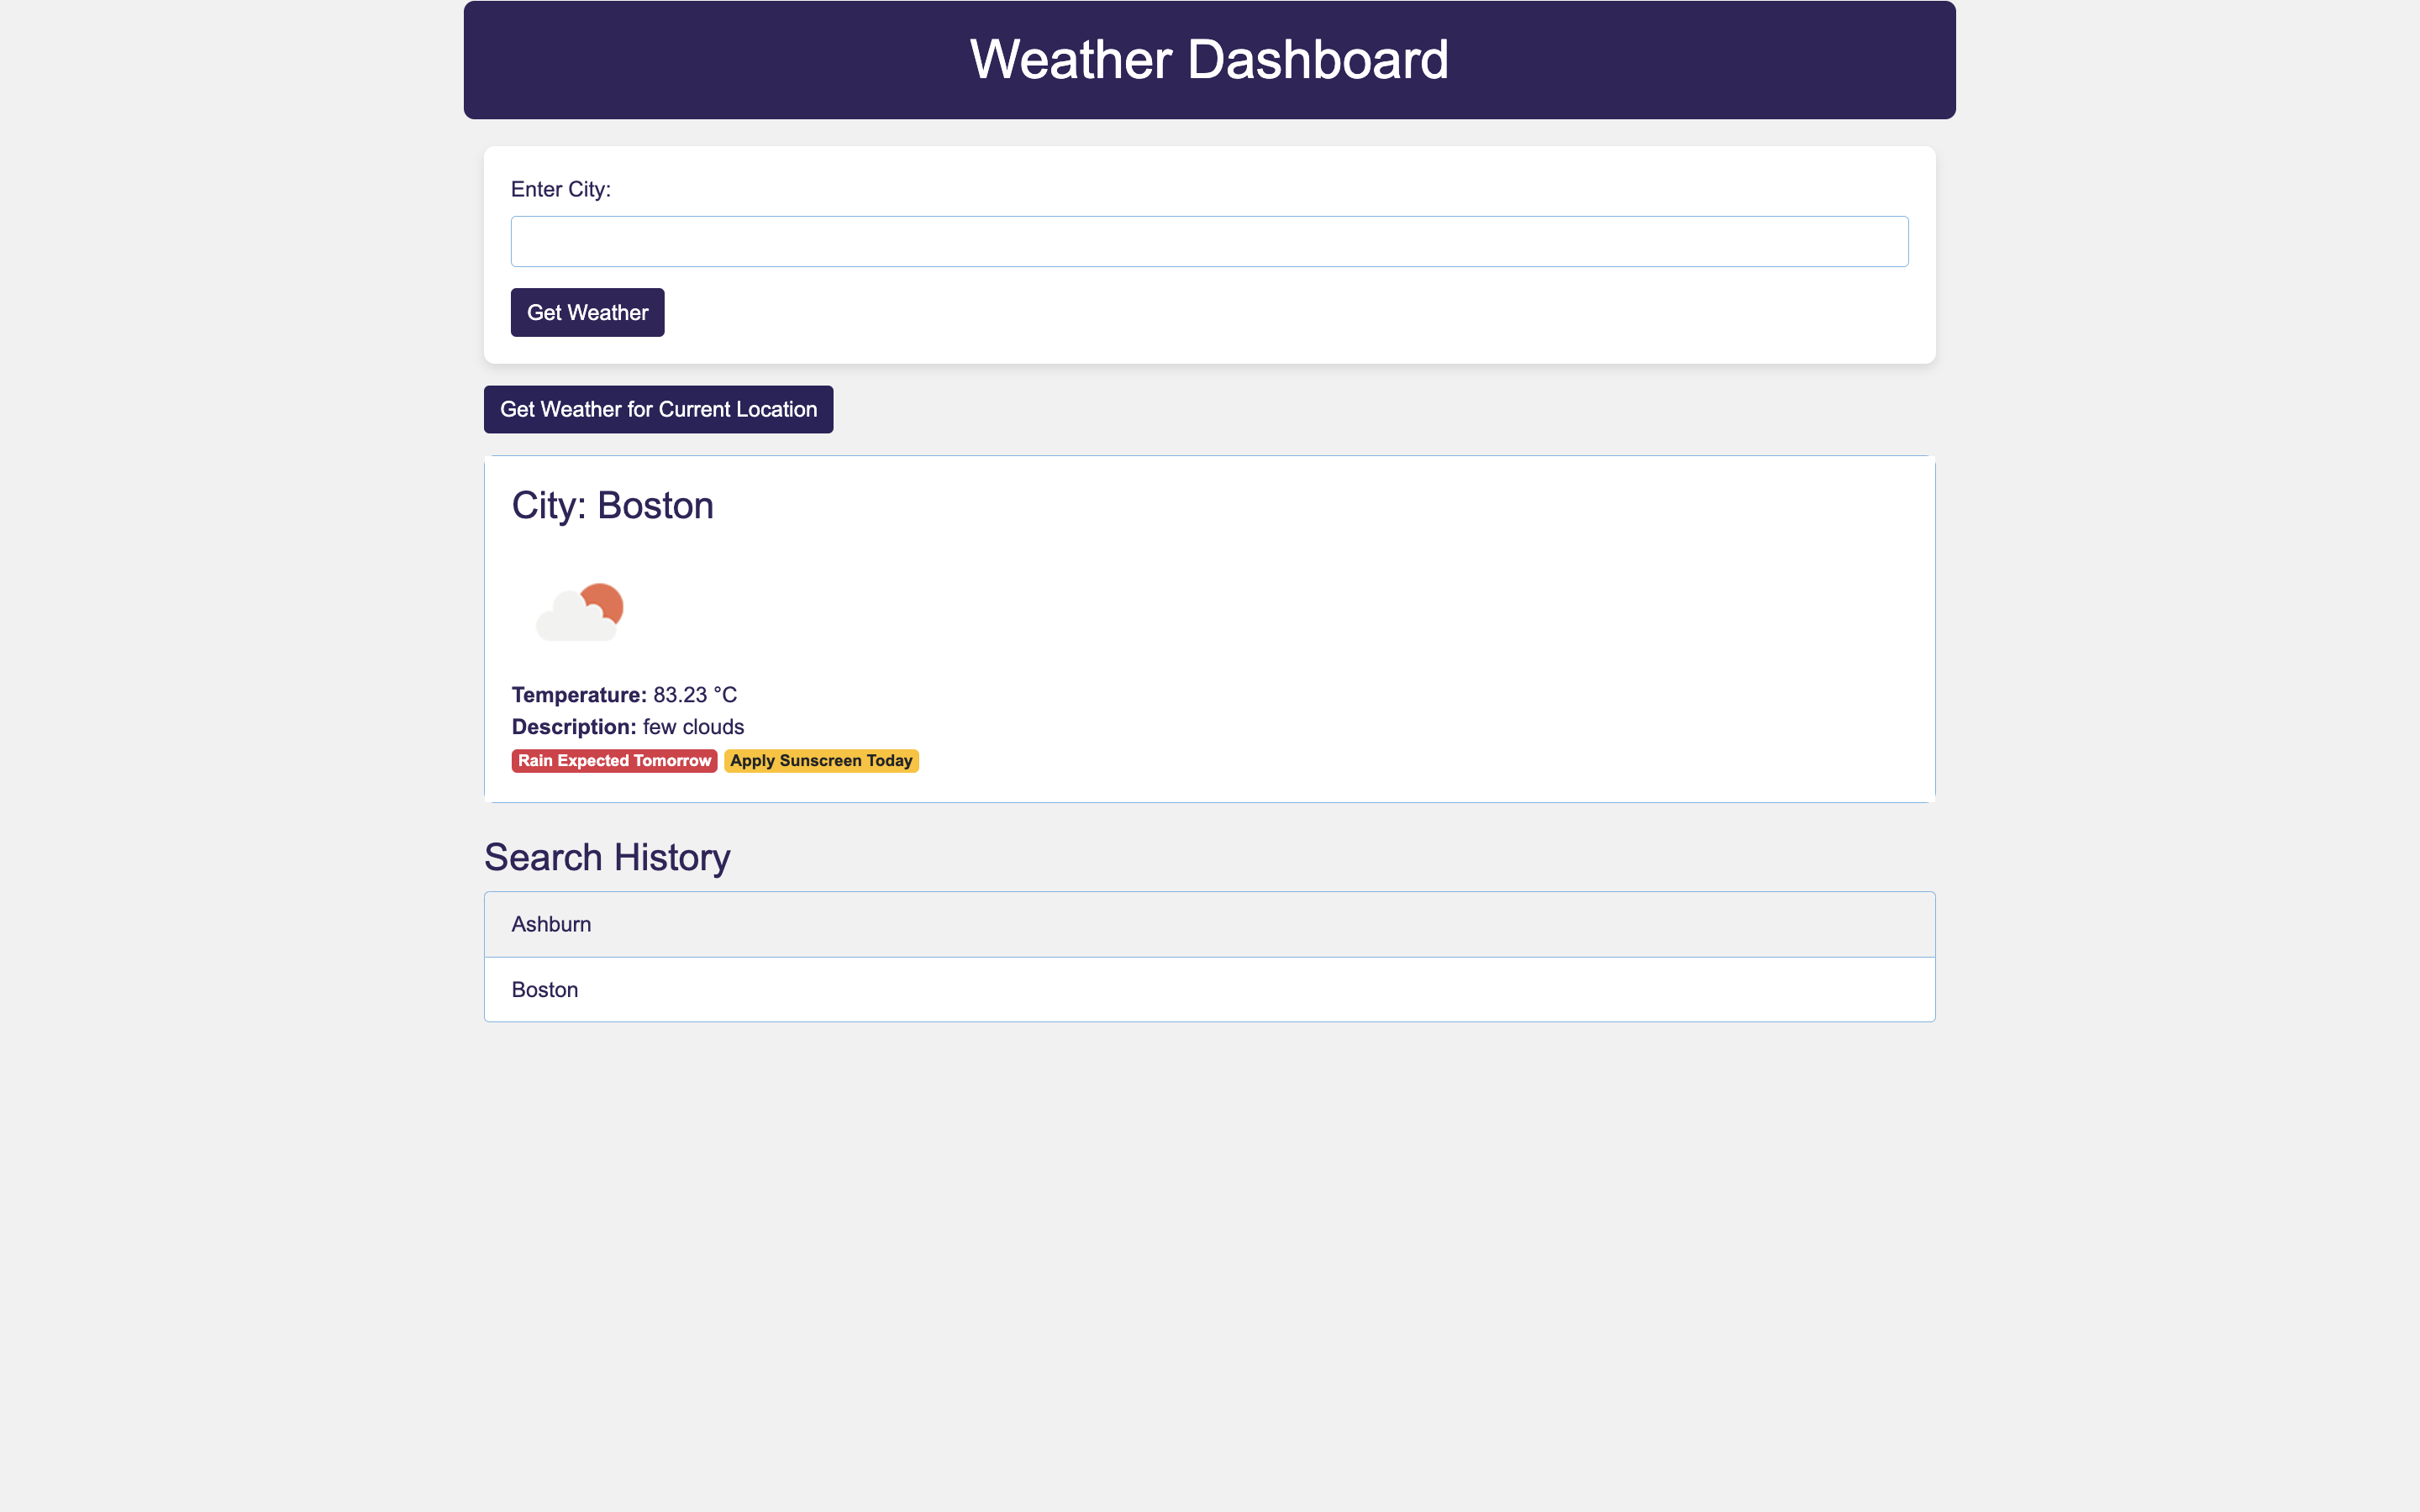 Weather Dashboard
Enter City:
Get Weather
Get Weather for Current Location
City: Boston
Temperature: 83.23 °C
Description: few clouds
Rain Expected Tomorrow Apply Sunscreen Today
Search History
Ashburn
Boston